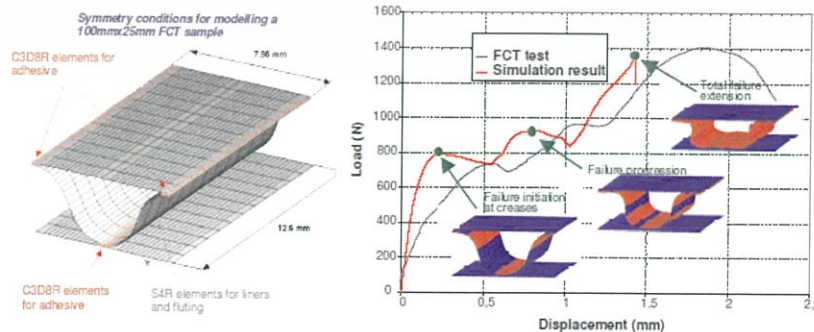 Symmetry conditions for modelling a
100mmx25mm FCT sample
C3D8R elements for
adhesive
7.95 mm
12.5 mm
C3D8R elements
for adhesive
S4R elements for liners
and fluting
Load (N)
1600
1400
1200
1000
800
600
400
200
0
0
0,5
1
1,5
2
2,
Displacement (mm)
FCT test
Simulation result
Total failure
extension
Failure progression
Failure initiation
at creases